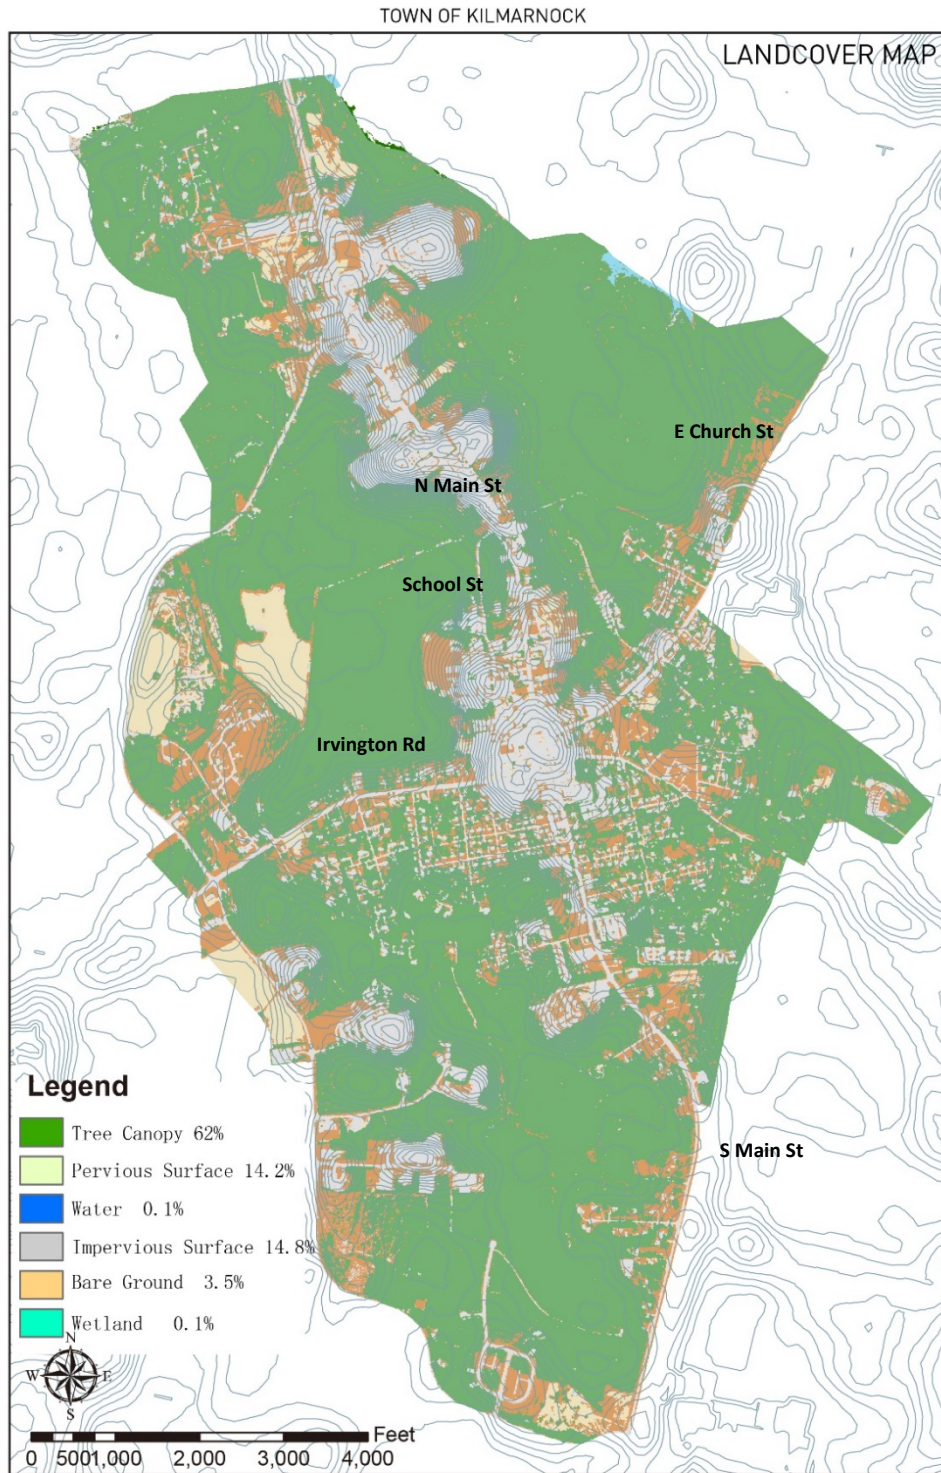 TOWN OF KILMARNOCK
LANDCOVER MAP
E Church St
N Main St
School St
Irvington Rd
S Main St
Legend
Tree Canopy 62%
Pervious Surface 14.2%
Water 0.1%
Impervious Surface 14.8%
Bare Ground 3.5%
Wetland 0.1%
N
W E
S
Feet
0 500 1,000 2,000 3,000 4,000